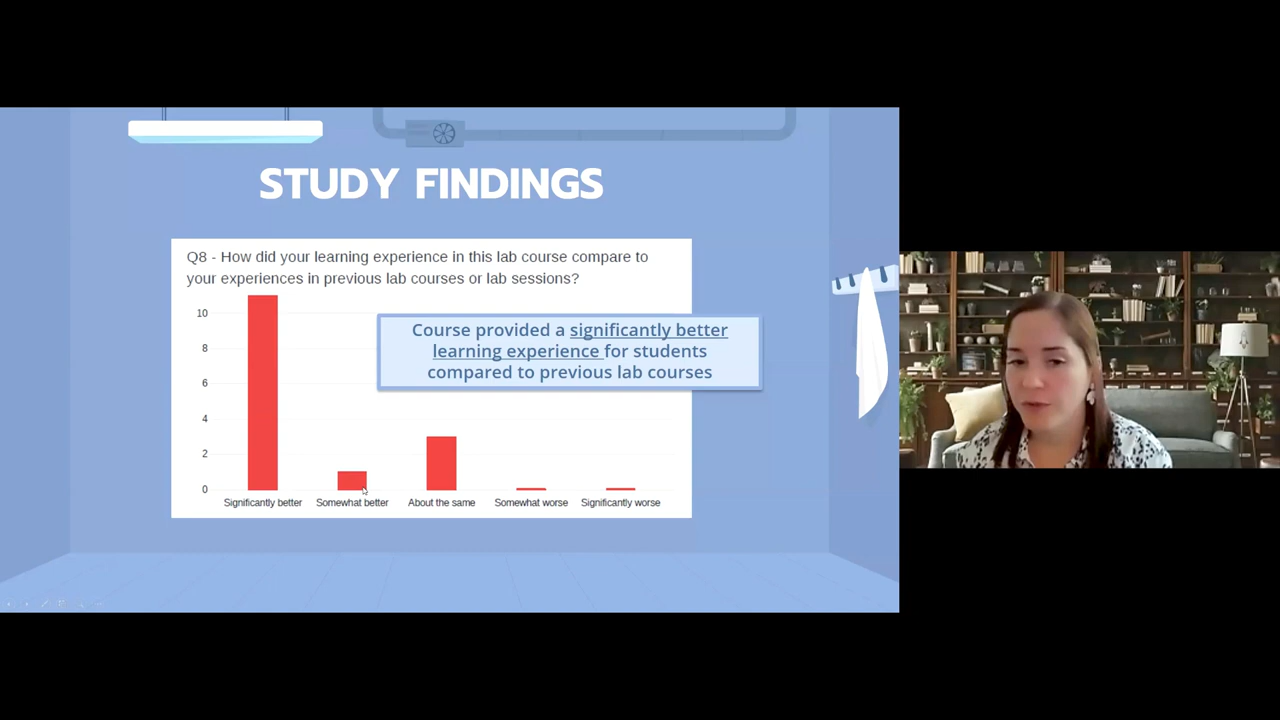 STUDY FINDINGS
Q8 - How did your learning experience in this lab course compare to
your experiences in previous lab courses or lab sessions?
Course provided a significantly better
learning experience for students
compared to previous lab courses
10
8
6
4
2
0
Significantly better Somewhat better About the same Somewhat worse Significantly worse